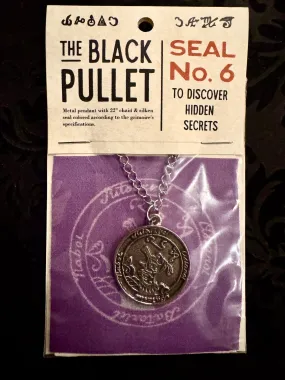 THE BLACK
PULLET
Metal pendant with 22" chain & silken
seal colored according to the grimoire's
specifications.
SEAL
No. 6
TO DISCOVER
HIDDEN
SECRETS